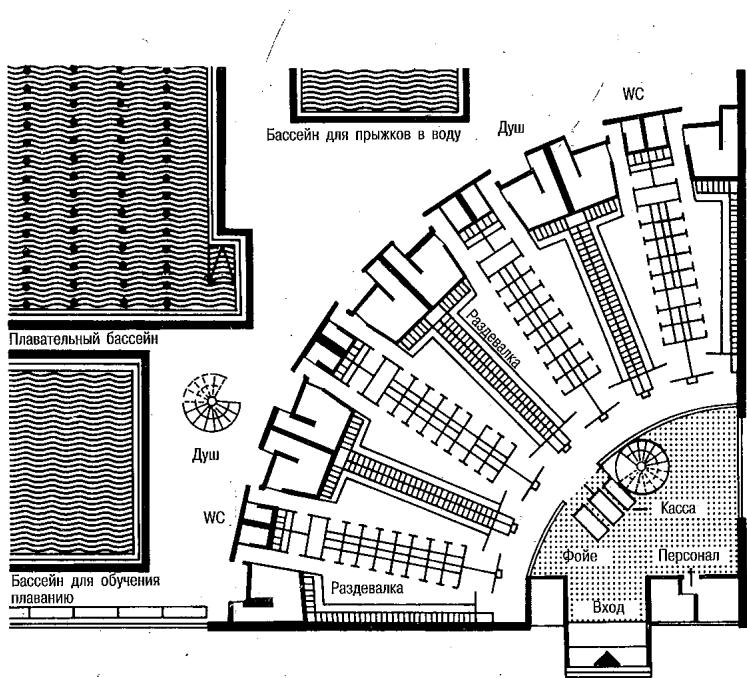 WC
Душ
Бассейн для прыжков в воду
Плавательный бассейн
Раздевалка
Душ
WC
Касса
Фойе
Персонал
Бассейн для обучения
плаванию
Раздевалка
Вход